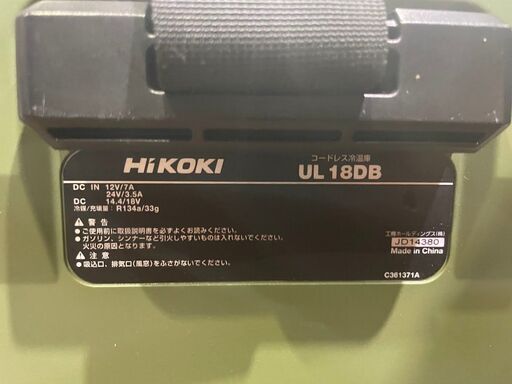 HiKOKI
コードレス冷温庫
UL 18DB
DC IN 12V/7A
24V/3.5A
DC 14.4/18V
冷媒/充填量: R134a/33g
⚠ 警告
●ご使用前に取扱説明書を必ずよくお読みください。
●ガソリン、シンナーなど引火しやすいものは入れないでください。
火災の原因となります。
⚠ 注意
●吸込口、排気口(風窓)をふさがないでください。
工機ホールディングス(株)
JD14380
Made in China
C361371A